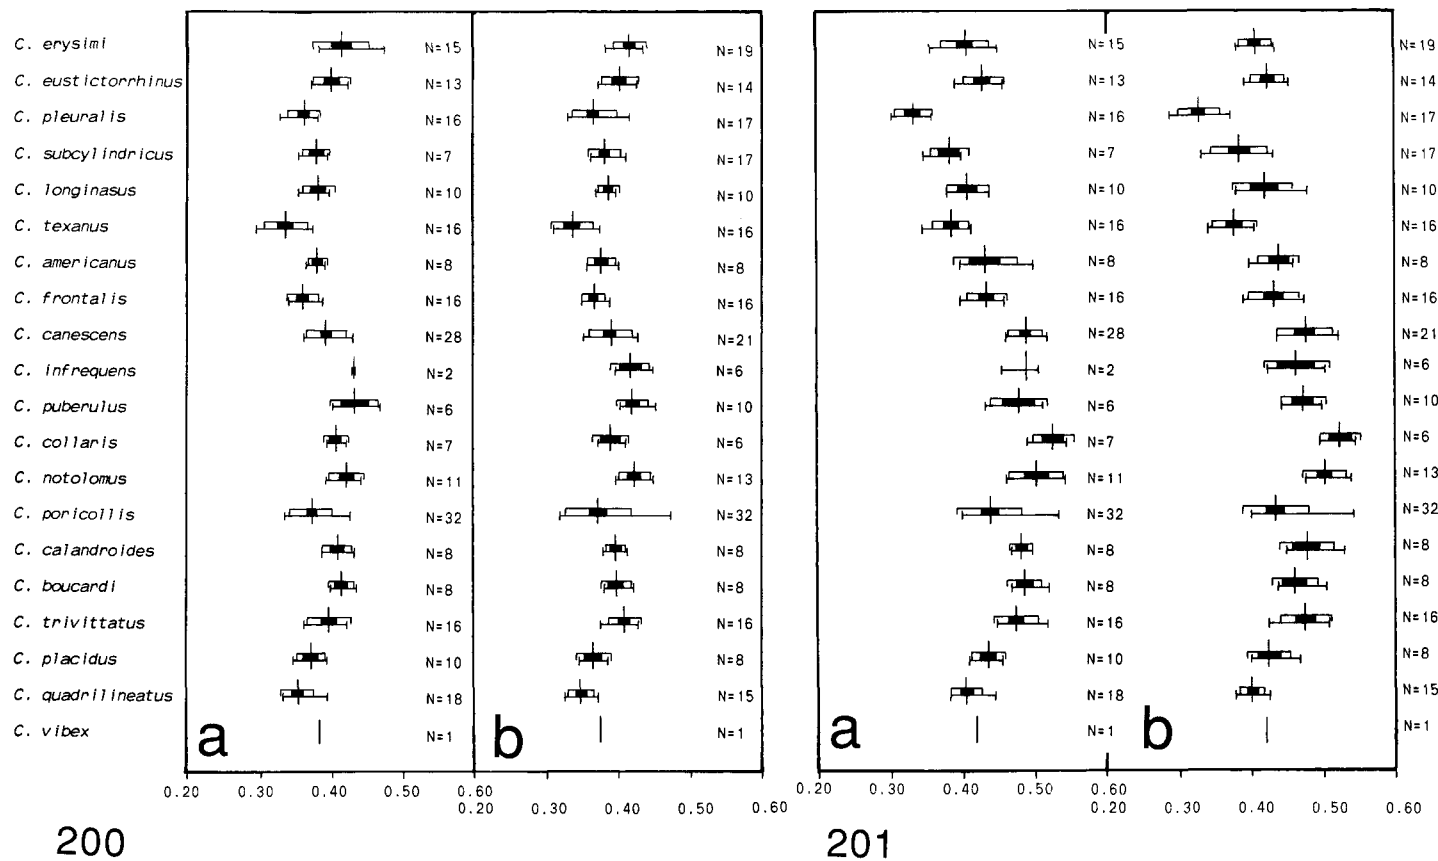 C. erysimi N=15 N=19 N=15 N=19
C. eustictorrhinus N=13 N=14 N=13 N=14
C. pleuralis N=16 N=17 N=16 N=17
C. subcylindricus N=7 N=17 N=7 N=17
C. longinasus N=10 N=10 N=10 N=10
C. texanus N=16 N=16 N=16 N=16
C. americanus N=8 N=8 N=8 N=8
C. frontalis N=16 N=16 N=16 N=16
C. canescens N=28 N=21 N=28 N=21
C. infrequens N=2 N=6 N=2 N=6
C. puberulus N=6 N=10 N=6 N=10
C. collaris N=7 N=6 N=7 N=6
C. notolomus N=11 N=13 N=11 N=13
C. poricollis N=32 N=32 N=32 N=32
C. calandroides N=8 N=8 N=8 N=8
C. boucardi N=8 N=8 N=8 N=8
C. trivittatus N=16 N=16 N=16 N=16
C. placidus N=10 N=8 N=10 N=8
C. quadrilineatus N=18 N=15 N=18 N=15
C. vibex a N=1 b N=1 a N=1 b N=1
0.20 0.30 0.40 0.50 0.60 0.20 0.30 0.40 0.50 0.60
0.20 0.30 0.40 0.50 0.60 0.20 0.30 0.40 0.50 0.60
200 201